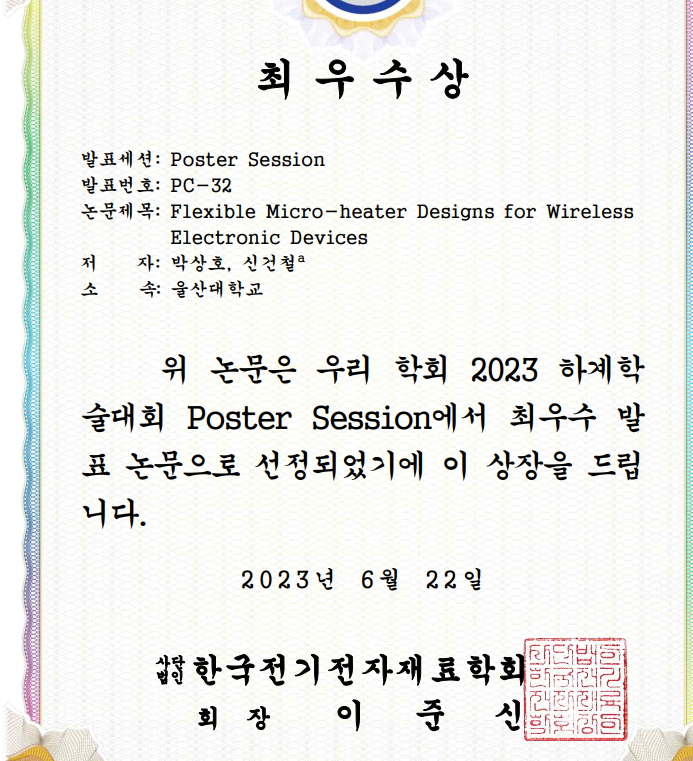 최우수상
발표세션: Poster Session
발표번호: PC-32
논문제목: Flexible Micro-heater Designs for Wireless
Electronic Devices
저 자: 박상호, 신건철ª
소 속: 울산대학교
위 논문은 우리 학회 2023 하계학
술대회 Poster Session에서 최우수 발
표 논문으로 선정되었기에 이 상장을 드립
니다.
2023년 6월 22일
사단법인 한국전기전자재료학회
회 장 이 준 신